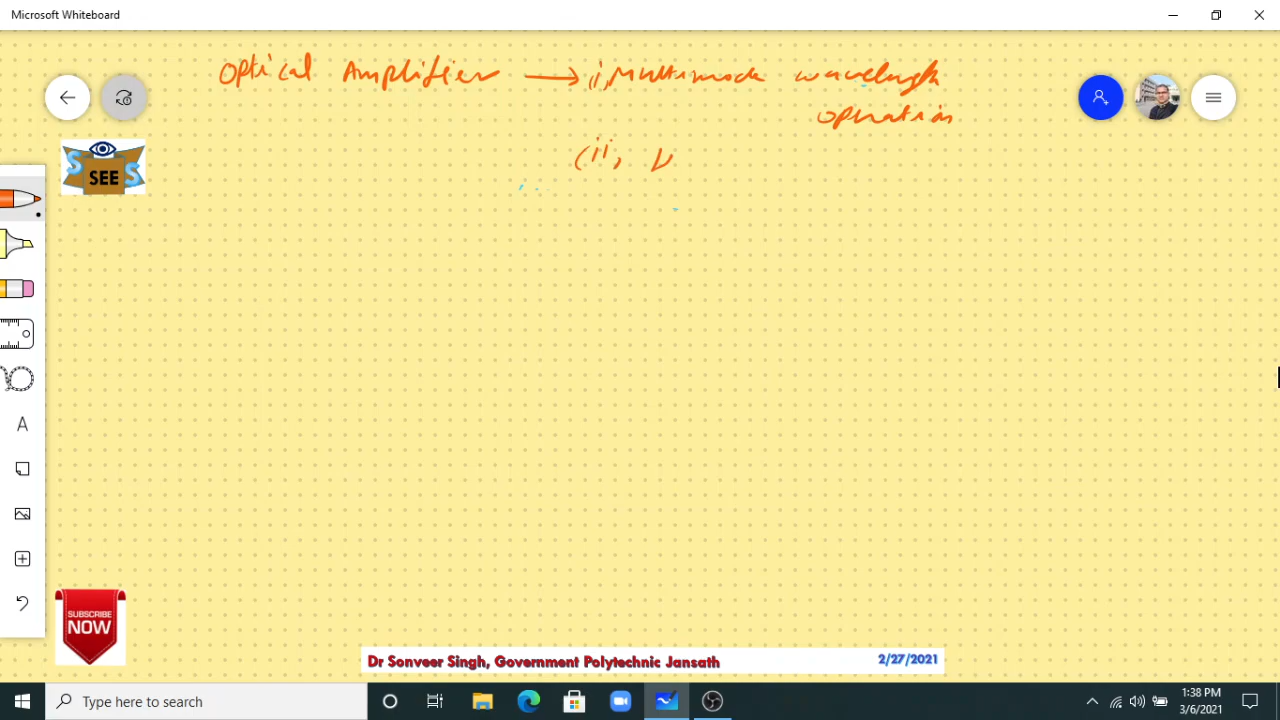 Microsoft Whiteboard
Optical Amplifier → (i, Multimode wavelength
operation
(ii,
S SEE S
A
SUBSCRIBE
NOW
Dr Sonveer Singh, Government Polytechnic Jansath
2/27/2021
Type here to search
1:38 PM
3/6/2021